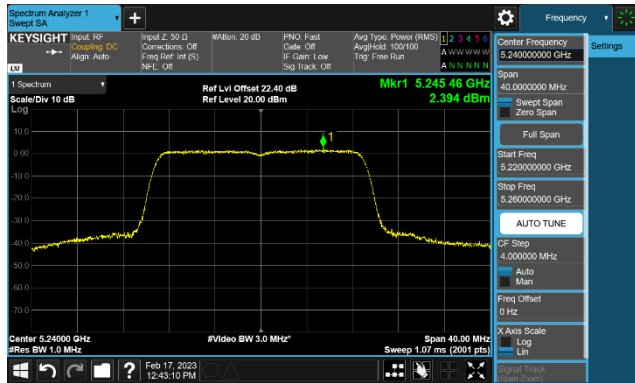 Spectrum Analyzer 1
Swept SA
Frequency
KEYSIGHT
Input: RF
Coupling: DC
Align: Auto
Input Z: 50 Ω
Corrections: Off
Freq Ref: Int (S)
NFE: Off
#Atten: 20 dB
PNO: Fast
Gate: Off
IF Gain: Low
Sig Track: Off
Avg Type: Power (RMS)
Avg|Hold: 100/100
Trig: Free Run
1 2 3 4 5 6
A W W W W W
A N N N N N
LXI
1 Spectrum
Scale/Div 10 dB
Log
Ref Lvl Offset 22.40 dB
Ref Level 20.00 dBm
Mkr1 5.245 46 GHz
2.394 dBm
1
10.0
0.00
-10.0
-20.0
-30.0
-40.0
-50.0
-60.0
-70.0
Center 5.24000 GHz
#Res BW 1.0 MHz
#Video BW 3.0 MHz*
Span 40.00 MHz
Sweep 1.07 ms (2001 pts)
Center Frequency
5.240000000 GHz
Settings
Span
40.0000000 MHz
Swept Span
Zero Span
Full Span
Start Freq
5.220000000 GHz
Stop Freq
5.260000000 GHz
AUTO TUNE
CF Step
4.000000 MHz
Auto
Man
Freq Offset
0 Hz
X Axis Scale
Log
Lin
Signal Track
(Span Zoom)
?
Feb 17, 2023
12:43:10 PM